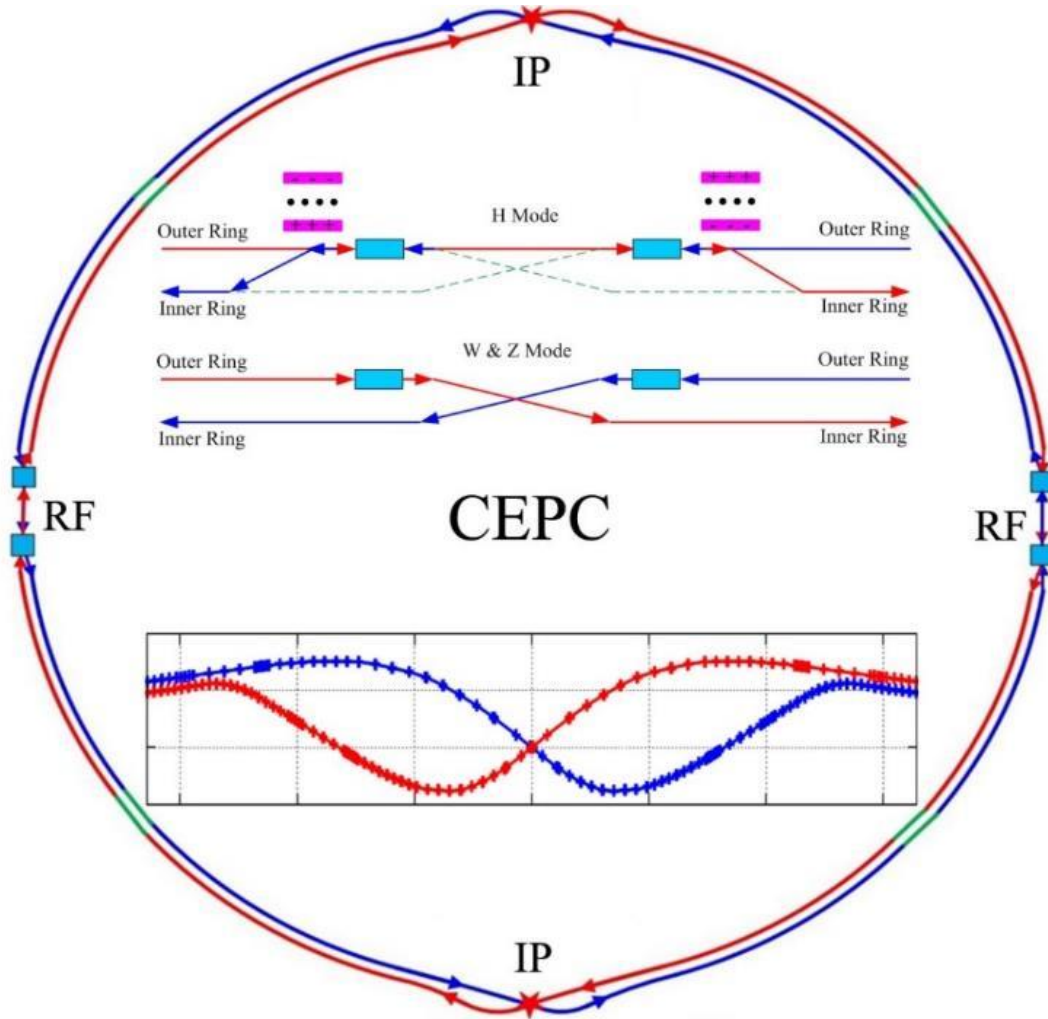 IP
- - - -
+ + + +
H Mode
Outer Ring
+ + +
- - -
Outer Ring
Inner Ring
Inner Ring
W & Z Mode
Outer Ring
Outer Ring
Inner Ring
Inner Ring
RF
CEPC
RF
IP